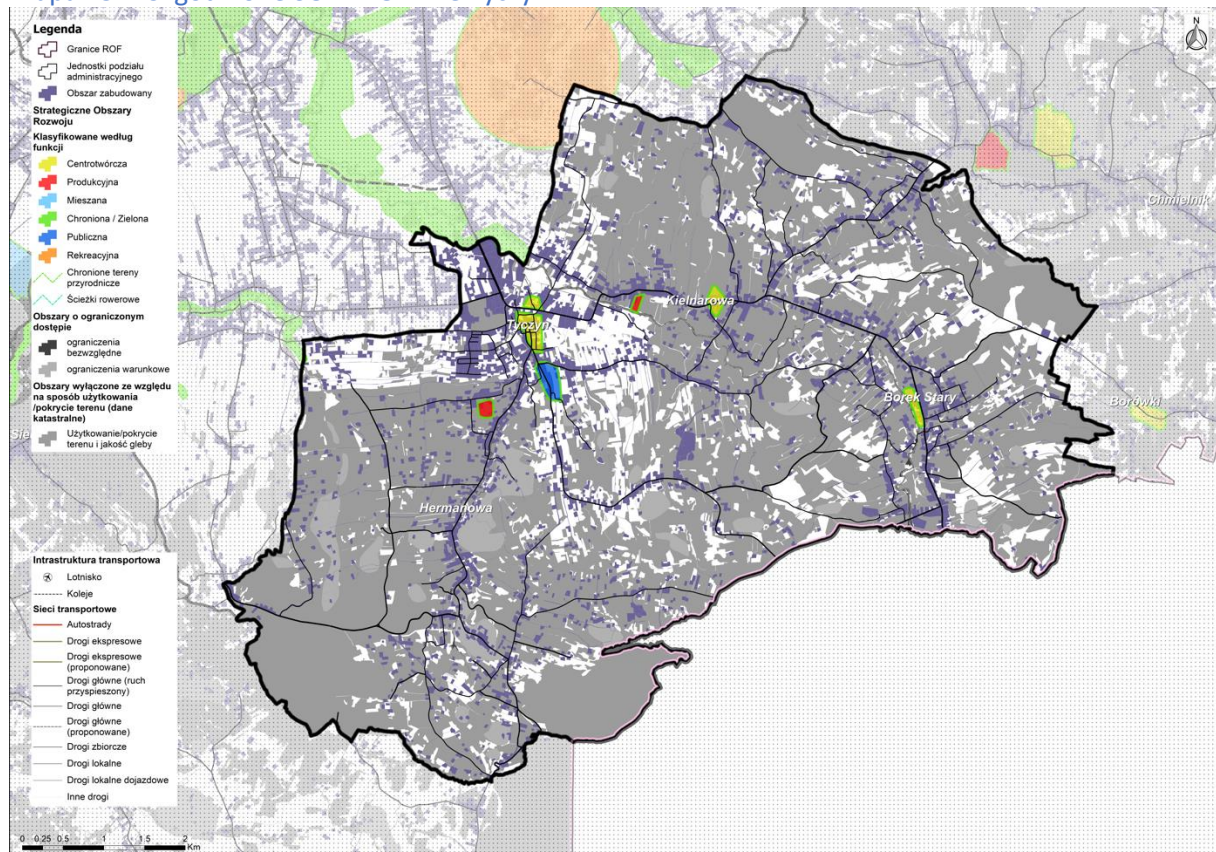 Legenda
Granice ROF
Jednostki podziału
administracyjnego
Obszar zabudowany
Strategiczne Obszary
Rozwoju
Klasyfikowane według
funkcji
Centrotwórcza
Produkcyjna
Mieszana
Chroniona / Zielona
Publiczna
Rekreacyjna
Chronione tereny
przyrodnicze
Ścieżki rowerowe
Obszary o ograniczonym
dostępie
ograniczenia
bezwzględne
ograniczenia warunkowe
Obszary wyłączone ze względu
na sposób użytkowania
/pokrycie terenu (dane
katastralne)
Użytkowanie/pokrycie
terenu i jakość gleby
Intrastruktura transportowa
Lotnisko
Koleje
Sieci transportowe
Autostrady
Drogi ekspresowe
Drogi ekspresowe
(proponowane)
Drogi główne (ruch
przyspieszony)
Drogi główne
Drogi główne
(proponowane)
Drogi zbiorcze
Drogi lokalne
Drogi lokalne dojazdowe
Inne drogi
0 0.25 0.5 1 1.5 2
Km
N
Chmielnik
Kielnarowa
Tyczyn
Borek Stary
Borówki
Hermanowa